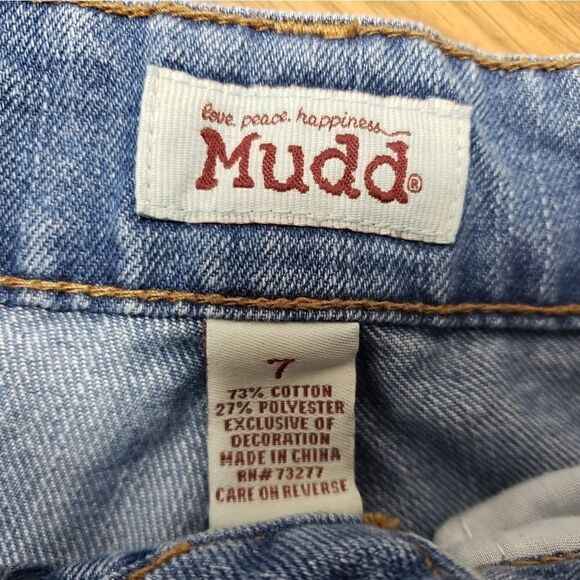 love. peace. happiness
Mudd®
7
73% COTTON
27% POLYESTER
EXCLUSIVE OF
DECORATION
MADE IN CHINA
RN#73277
CARE ON REVERSE